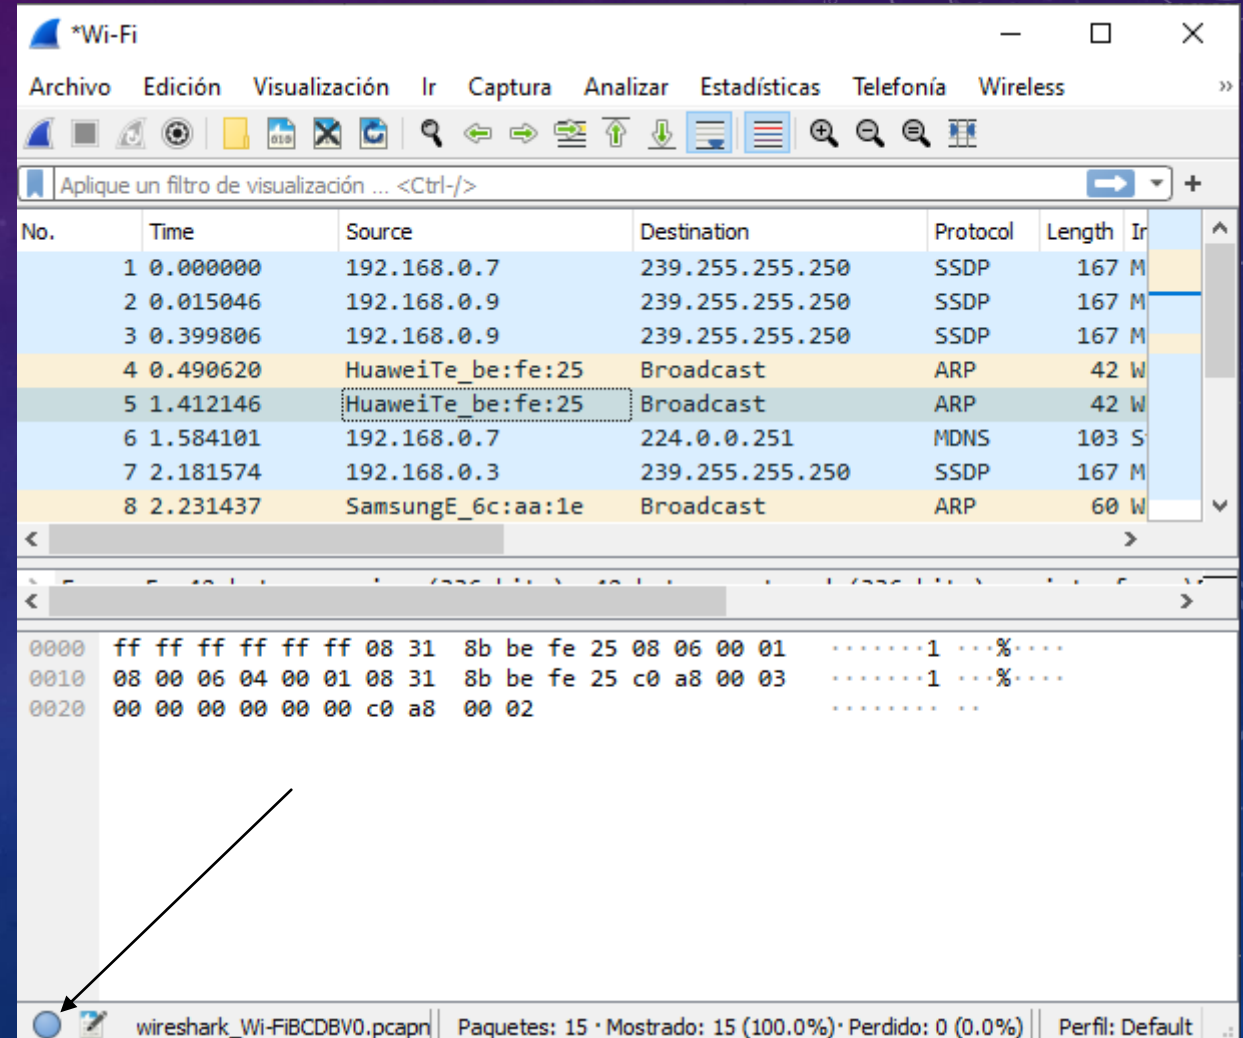 *Wi-Fi
Archivo Edición Visualización Ir Captura Analizar Estadísticas Telefonía Wireless »
Aplique un filtro de visualización ... <Ctrl-/> +
No. Time Source Destination Protocol Length Ir
1 0.000000 192.168.0.7 239.255.255.250 SSDP 167 M
2 0.015046 192.168.0.9 239.255.255.250 SSDP 167 M
3 0.399806 192.168.0.9 239.255.255.250 SSDP 167 M
4 0.490620 HuaweiTe_be:fe:25 Broadcast ARP 42 W
5 1.412146 HuaweiTe_be:fe:25 Broadcast ARP 42 W
6 1.584101 192.168.0.7 224.0.0.251 MDNS 103 S
7 2.181574 192.168.0.3 239.255.255.250 SSDP 167 M
8 2.231437 SamsungE_6c:aa:1e Broadcast ARP 60 W
0000 ff ff ff ff ff ff 08 31 8b be fe 25 08 06 00 01 ·······1 ···%····
0010 08 00 06 04 00 01 08 31 8b be fe 25 c0 a8 00 03 ·······1 ···%····
0020 00 00 00 00 00 00 c0 a8 00 02 ········ ··
wireshark_Wi-FiBCDBV0.pcapn Paquetes: 15 · Mostrado: 15 (100.0%) · Perdido: 0 (0.0%) Perfil: Default